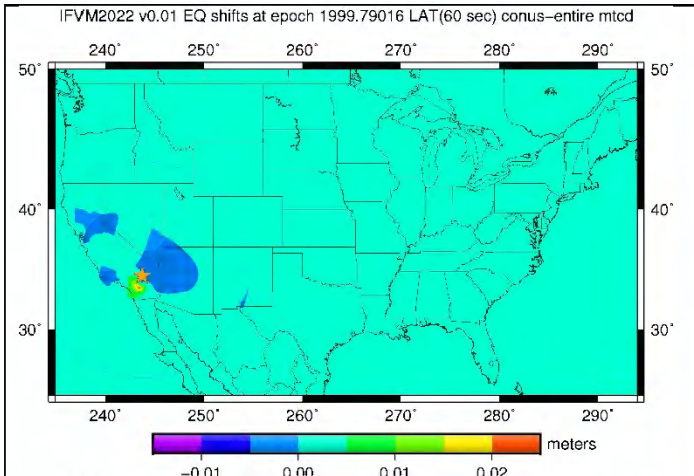 IFVM2022 v0.01 EQ shifts at epoch 1999.79016 LAT(60 sec) conus−entire mtcd
240° 250° 260° 270° 280° 290°
50° 50°
40° 40°
30° 30°
240° 250° 260° 270° 280° 290°
meters
−0.01 0.00 0.01 0.02